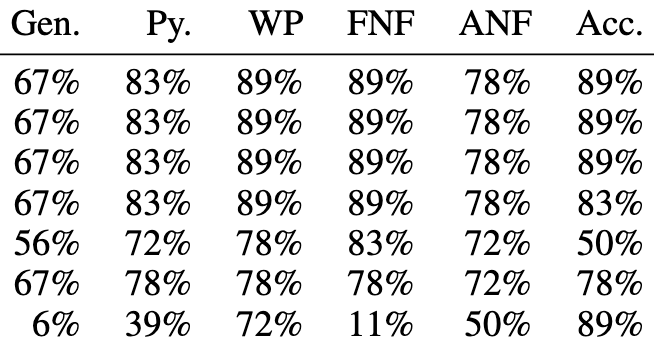 Gen. Py. WP FNF ANF Acc.
67% 83% 89% 89% 78% 89%
67% 83% 89% 89% 78% 89%
67% 83% 89% 89% 78% 89%
67% 83% 89% 89% 78% 83%
56% 72% 78% 83% 72% 50%
67% 78% 78% 78% 72% 78%
6% 39% 72% 11% 50% 89%